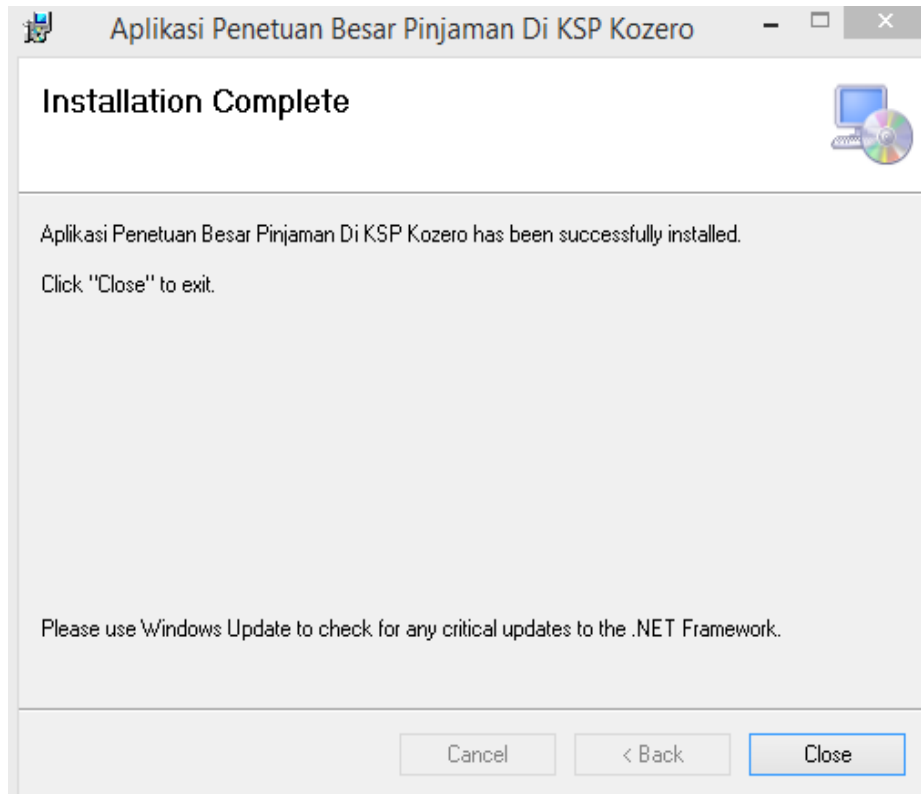 Aplikasi Penetuan Besar Pinjaman Di KSP Kozero
Installation Complete
Aplikasi Penetuan Besar Pinjaman Di KSP Kozero has been successfully installed.
Click "Close" to exit.
Please use Windows Update to check for any critical updates to the .NET Framework.
Cancel
< Back
Close